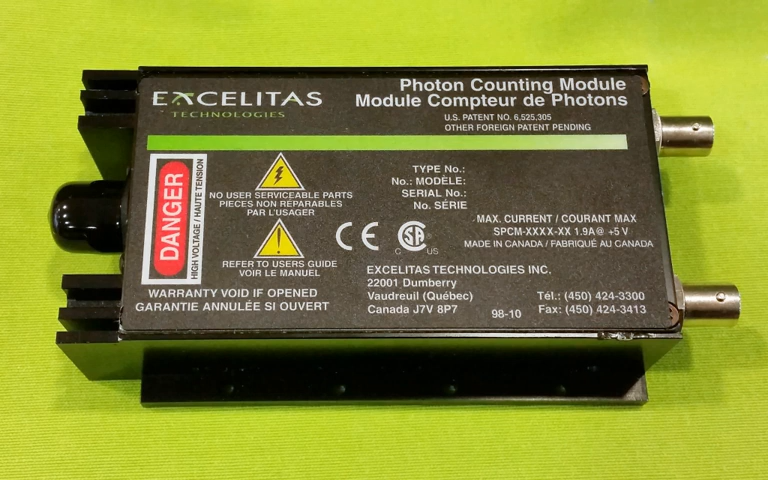 EXCELITAS
TECHNOLOGIES
Photon Counting Module
Module Compteur de Photons
U.S. PATENT NO. 6,525,305
OTHER FOREIGN PATENT PENDING
DANGER
HIGH VOLTAGE / HAUTE TENSION
NO USER SERVICEABLE PARTS
PIECES NON RÉPARABLES
PAR L'USAGER
REFER TO USERS GUIDE
VOIR LE MANUEL
WARRANTY VOID IF OPENED
GARANTIE ANNULÉE SI OUVERT
TYPE No.:
No.: MODÈLE:
SERIAL No.:
No. SÉRIE
CE
C SA US
MAX. CURRENT / COURANT MAX
SPCM-XXXX-XX 1.9A@ +5 V
MADE IN CANADA / FABRIQUÉ AU CANADA
EXCELITAS TECHNOLOGIES INC.
22001 Dumberry
Vaudreuil (Québec)
Canada J7V 8P7
98-10
Tél.: (450) 424-3300
Fax: (450) 424-3413